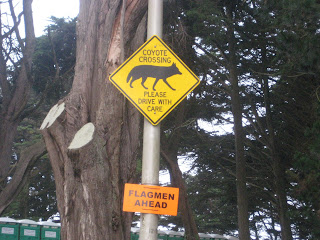 COYOTE
CROSSING
PLEASE
DRIVE WITH
CARE
FLAGMEN
AHEAD